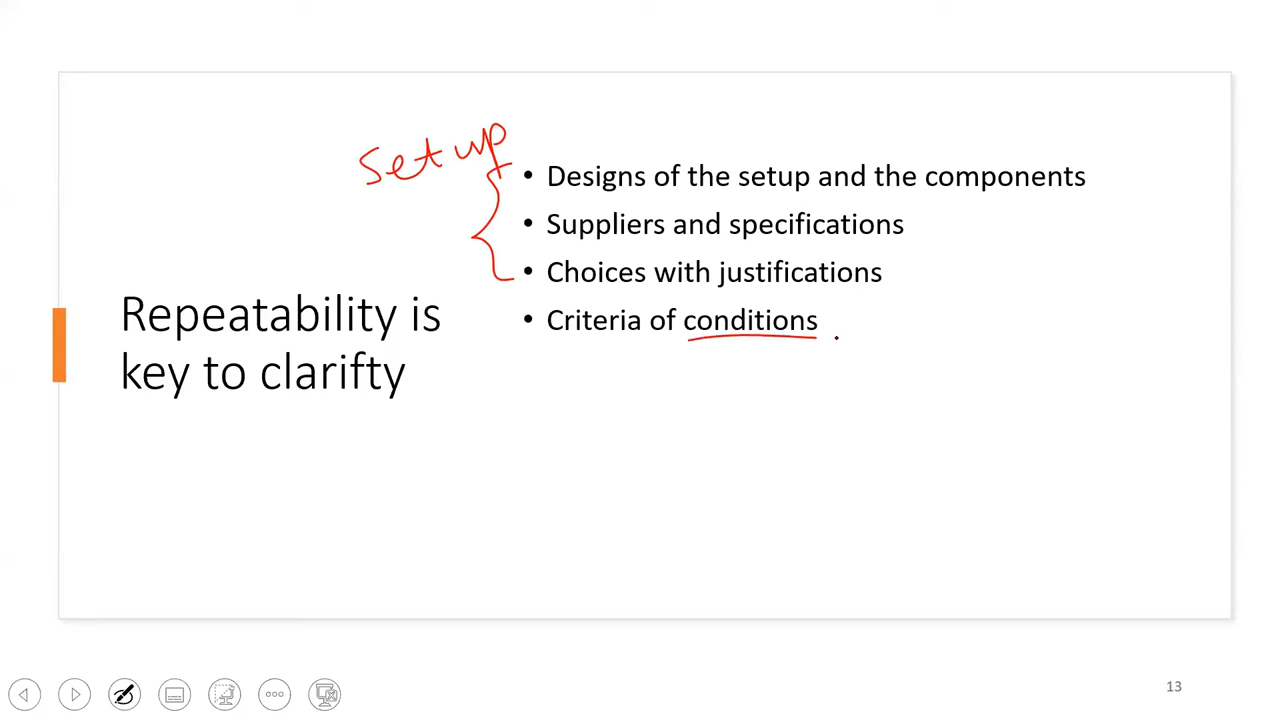 Set up
• Designs of the setup and the components
• Suppliers and specifications
• Choices with justifications
• Criteria of conditions
Repeatability is
key to clarifty
13